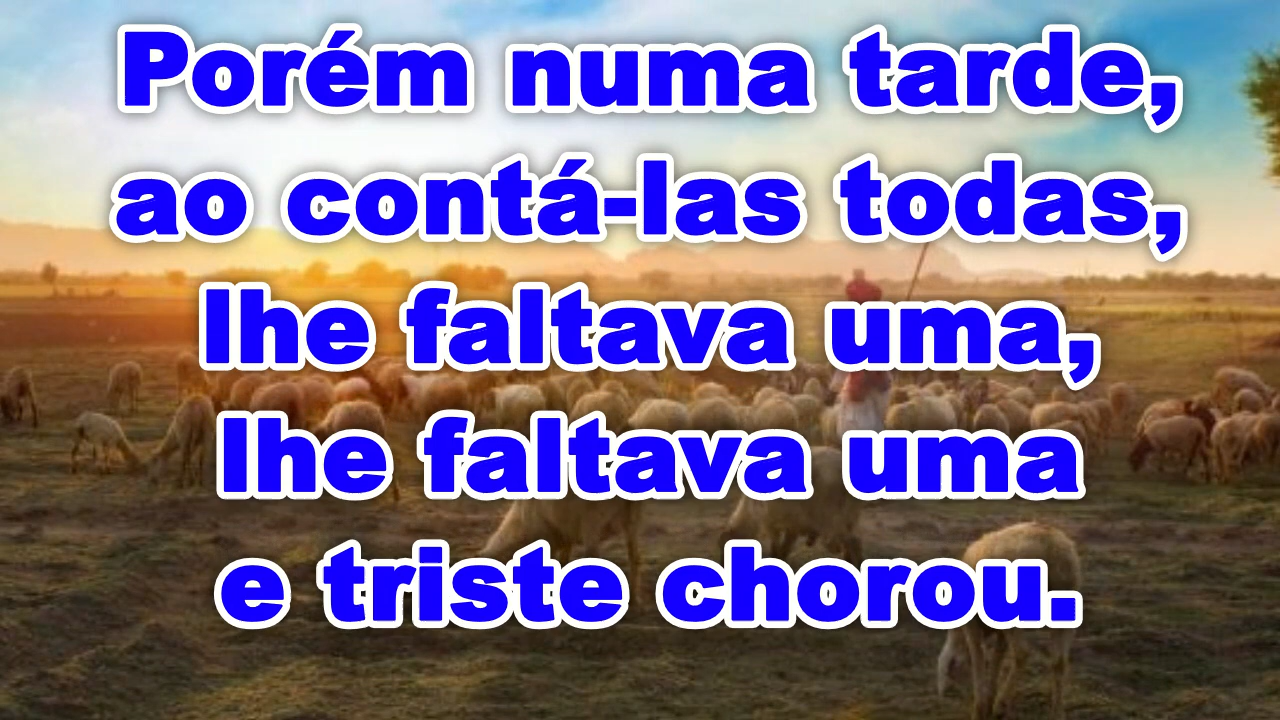 Porém numa tarde,
ao contá-las todas,
lhe faltava uma,
lhe faltava uma
e triste chorou.